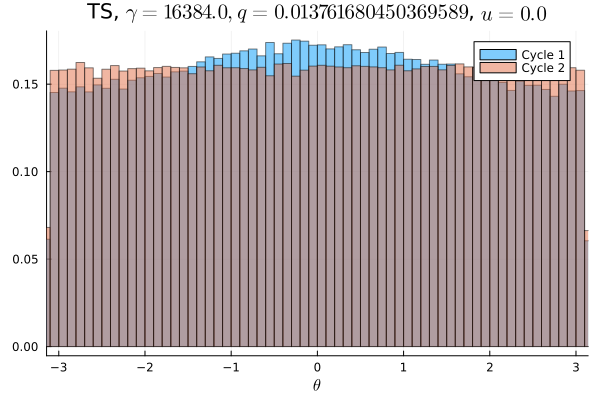 TS, γ = 16384.0, q = 0.013761680450369589, u = 0.0
Cycle 1
Cycle 2
0.15
0.10
0.05
0.00
−3 −2 −1 0 1 2 3
θ